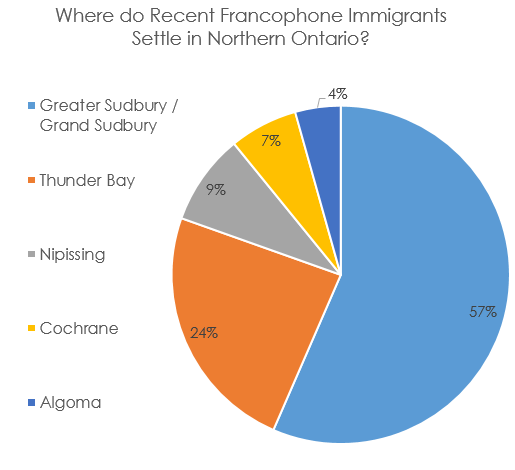 Where do Recent Francophone Immigrants
Settle in Northern Ontario?
4%
Greater Sudbury /
Grand Sudbury
7%
Thunder Bay
9%
Nipissing
57%
Cochrane
24%
Algoma